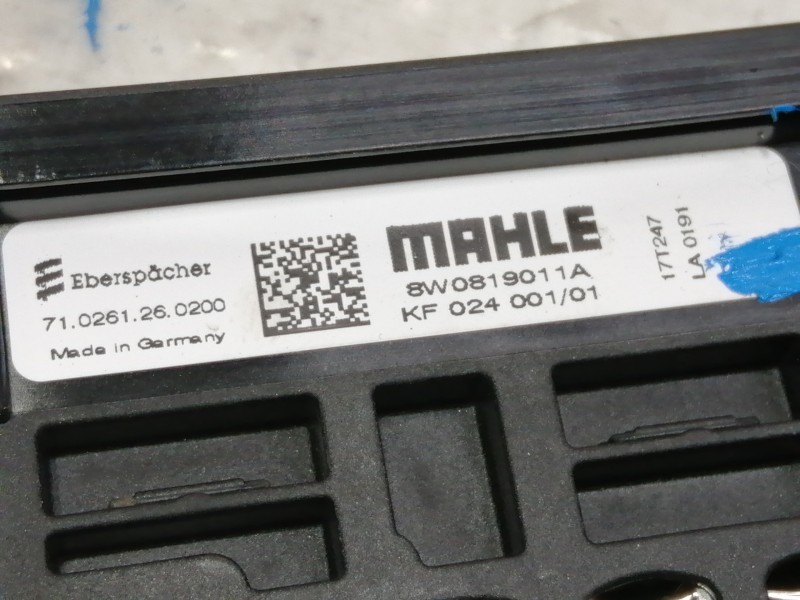 Eberspächer
71.0261.26.0200
Made in Germany
MAHLE
8W0819011A
KF 024 001/01
17T247
LA 0191